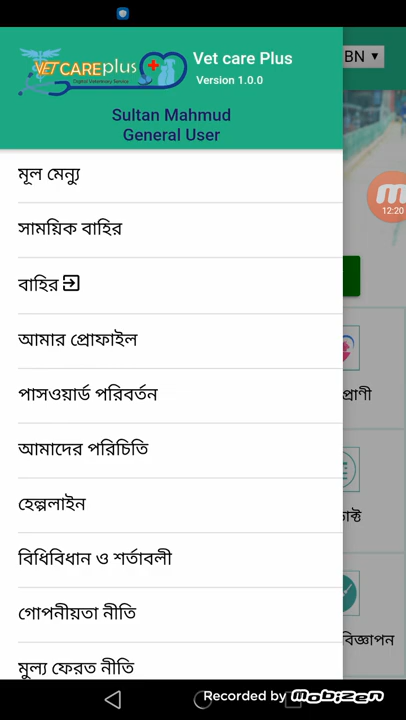 VETCAREplus
Digital Veterinary Service
Vet care Plus
Version 1.0.0
BN ▼
Sultan Mahmud
General User
মূল মেন্যু
সাময়িক বাহির
12:20
বাহির
আমার প্রোফাইল
পাসওয়ার্ড পরিবর্তন
প্রাণী
আমাদের পরিচিতি
হেল্পলাইন
বিধিবিধান ও শর্তাবলী
গোপনীয়তা নীতি
বিজ্ঞাপন
মুল্য ফেরত নীতি
Recorded by MOBIZEN